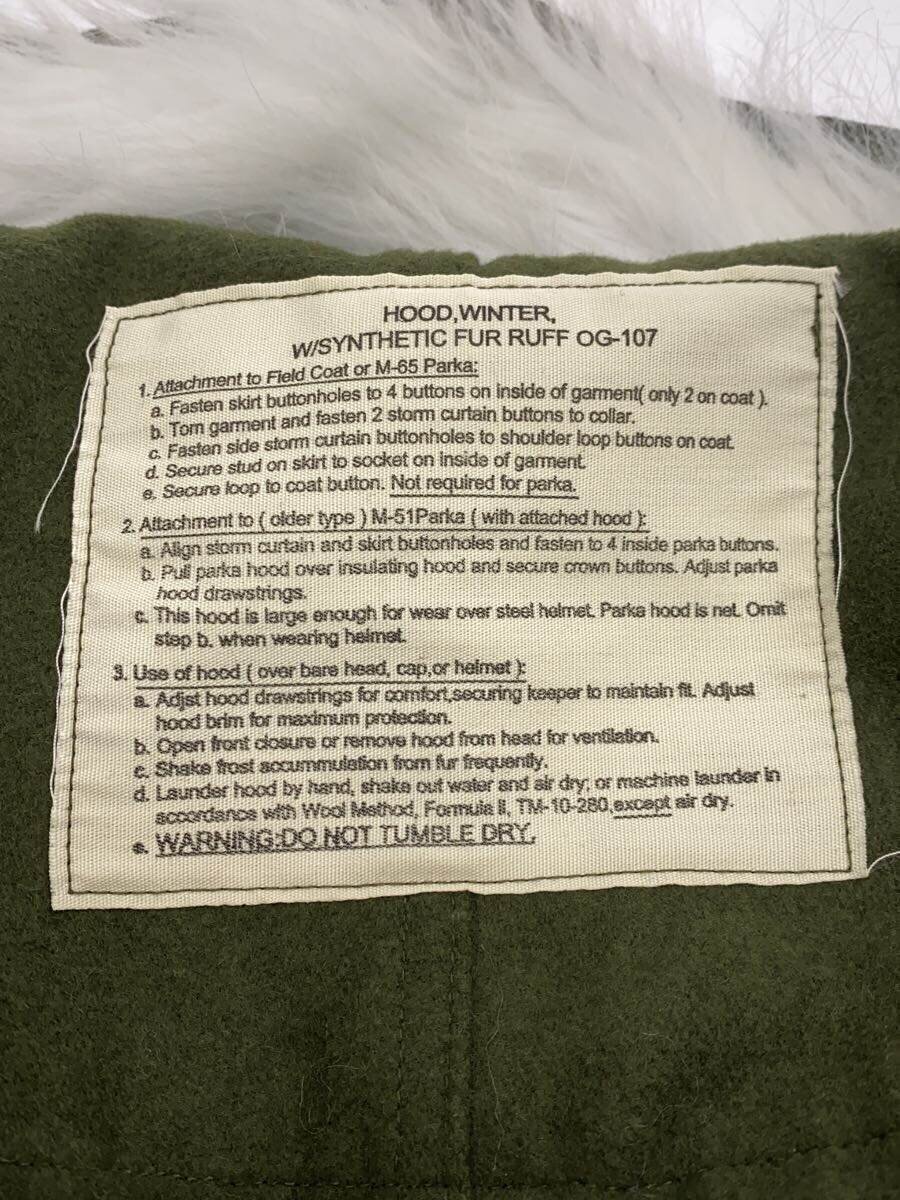 HOOD,WINTER,
W/SYNTHETIC FUR RUFF OG-107
1. Attachment to Field Coat or M-65 Parka:
a. Fasten skirt buttonholes to 4 buttons on inside of garment( only 2 on coat ).
b. Torn garment and fasten 2 storm curtain buttons to collar.
c. Fasten side storm curtain buttonholes to shoulder loop buttons on coat.
d. Secure stud on skirt to socket on inside of garment.
e. Secure loop to coat button. Not required for parka.
2. Attachment to ( older type ) M-51Parka ( with attached hood ):
a. Align storm curtain and skirt buttonholes and fasten to 4 inside parka buttons.
b. Pull parka hood over insulating hood and secure crown buttons. Adjust parka
hood drawstrings.
c. This hood is large enough for wear over steel helmet. Parka hood is net. Omit
step b. when wearing helmet.
3. Use of hood ( over bare head, cap,or helmet ):
a. Adjst hood drawstrings for comfort,securing keeper to maintain fit. Adjust
hood brim for maximum protection.
b. Open front closure or remove hood from head for ventilation.
c. Shake frost accummulation from fur frequently.
d. Launder hood by hand, shake out water and air dry; or machine launder in
accordance with Wool Method, Formula II, TM-10-280,except air dry.
e. WARNING:DO NOT TUMBLE DRY.